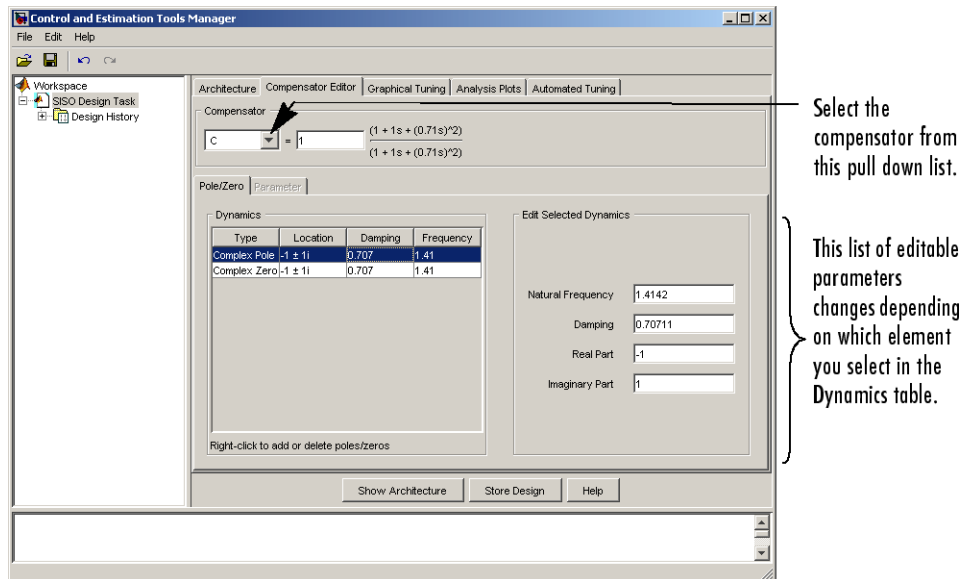 Control and Estimation Tools Manager
File Edit Help
Workspace
SISO Design Task
Design History
Architecture Compensator Editor Graphical Tuning Analysis Plots Automated Tuning
Compensator
C = 1 (1 + 1s + (0.71s)^2)
(1 + 1s + (0.71s)^2)
Pole/Zero Parameter
Dynamics
Type Location Damping Frequency
Complex Pole -1 ± 1i 0.707 1.41
Complex Zero -1 ± 1i 0.707 1.41
Right-click to add or delete poles/zeros
Edit Selected Dynamics
Natural Frequency 1.4142
Damping 0.70711
Real Part -1
Imaginary Part 1
Show Architecture Store Design Help
Select the
compensator from
this pull down list.
This list of editable
parameters
changes depending
on which element
you select in the
Dynamics table.